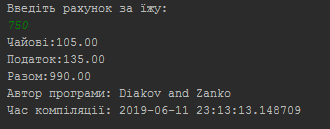 Введіть рахунок за їжу:
750
Чайові:105.00
Податок:135.00
Разом:990.00
Автор програми: Diakov and Zanko
Час компіляції: 2019-06-11 23:13:13.148709